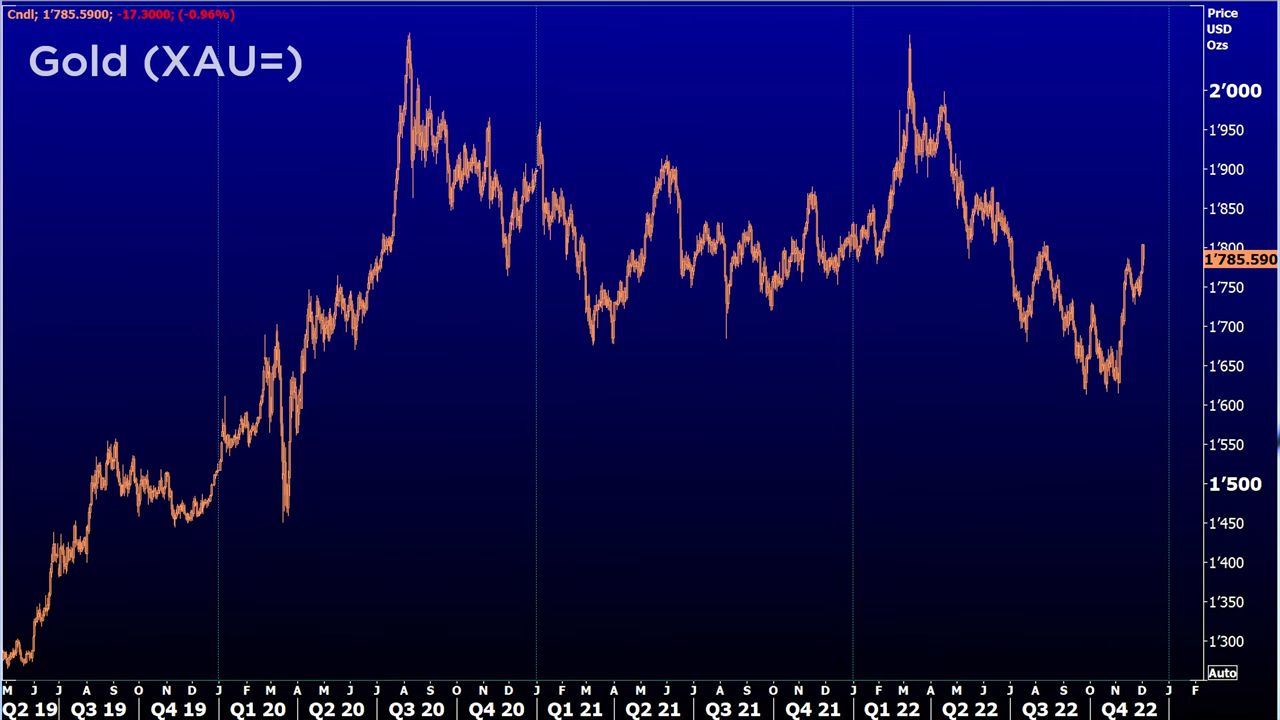 Cndl; 1'785.5900; -17.3000; (-0.96%)
Gold (XAU=)
Price
USD
Ozs
2'000
1'950
1'900
1'850
1'800
1'785.590
1'750
1'700
1'650
1'600
1'550
1'500
1'450
1'400
1'350
1'300
Auto
M J J A S O N D J F M A M J J A S O N D J F M A M J J A S O N D J F M A M J J A S O N D J F
Q2 19 Q3 19 Q4 19 Q1 20 Q2 20 Q3 20 Q4 20 Q1 21 Q2 21 Q3 21 Q4 21 Q1 22 Q2 22 Q3 22 Q4 22